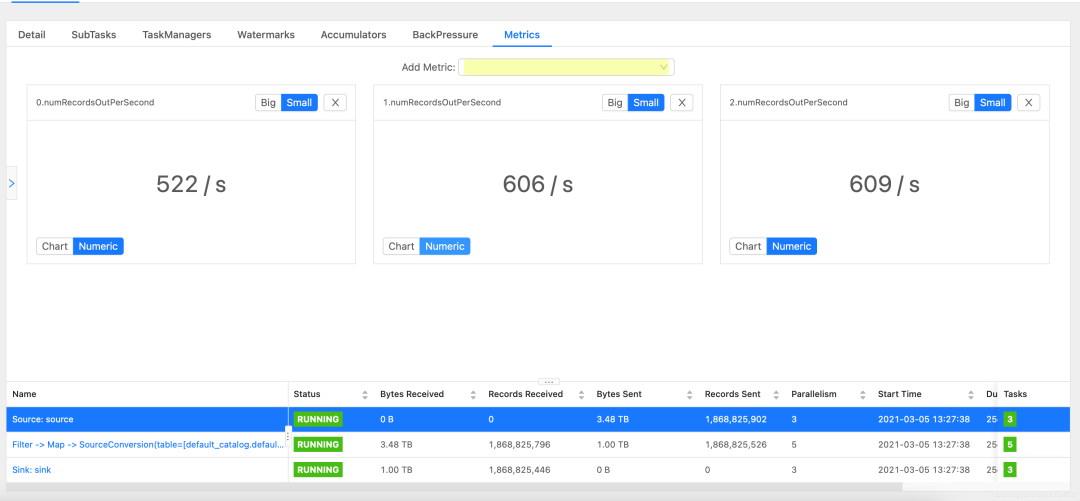 Detail SubTasks TaskManagers Watermarks Accumulators BackPressure Metrics
Add Metric:
0.numRecordsOutPerSecond Big Small X
1.numRecordsOutPerSecond Big Small X
2.numRecordsOutPerSecond Big Small X
522 / s
606 / s
609 / s
Chart Numeric
Chart Numeric
Chart Numeric
Name Status Bytes Received Records Received Bytes Sent Records Sent Parallelism Start Time Du Tasks
Source: source RUNNING 0 B 0 3.48 TB 1,868,825,902 3 2021-03-05 13:27:38 25 3
Filter -> Map -> SourceConversion(table=[default_catalog.defaul... RUNNING 3.48 TB 1,868,825,796 1.00 TB 1,868,825,526 5 2021-03-05 13:27:38 25 5
Sink: sink RUNNING 1.00 TB 1,868,825,446 0 B 0 3 2021-03-05 13:27:38 25 3